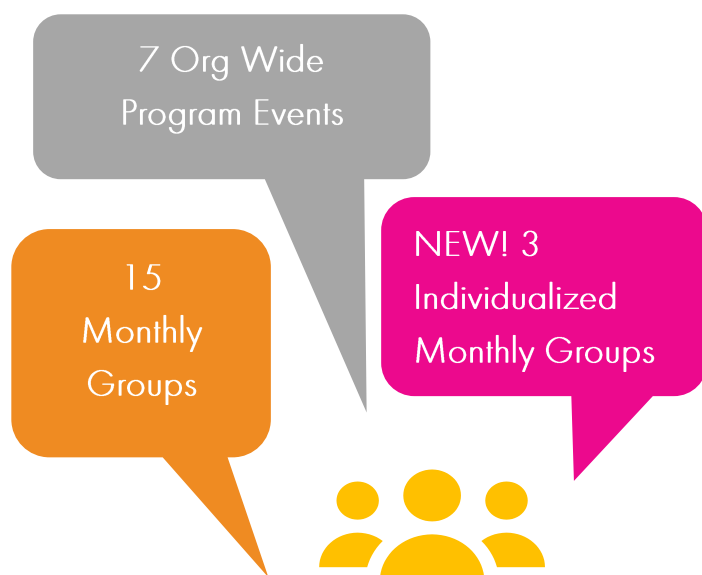 7 Org Wide
Program Events
NEW! 3
Individualized
Monthly Groups
15
Monthly
Groups